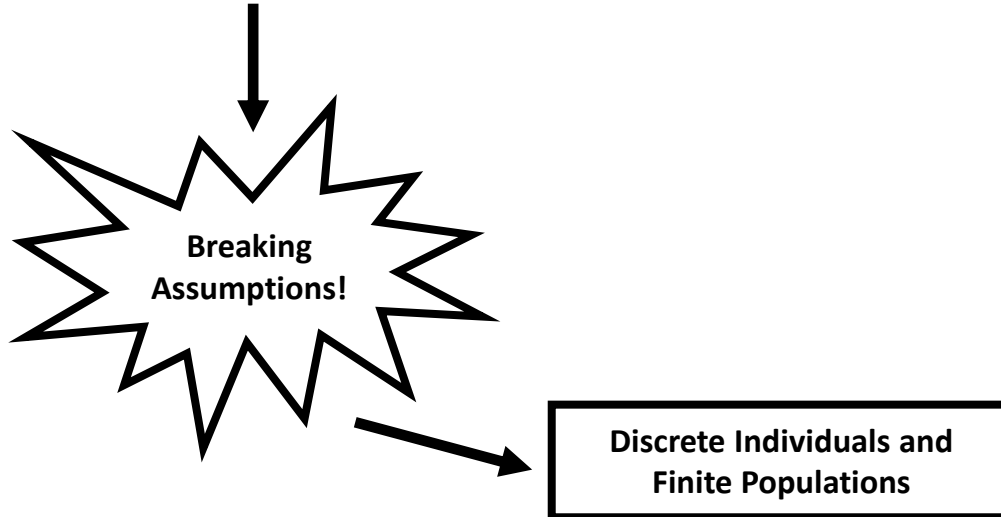 Breaking
Assumptions!
Discrete Individuals and
Finite Populations